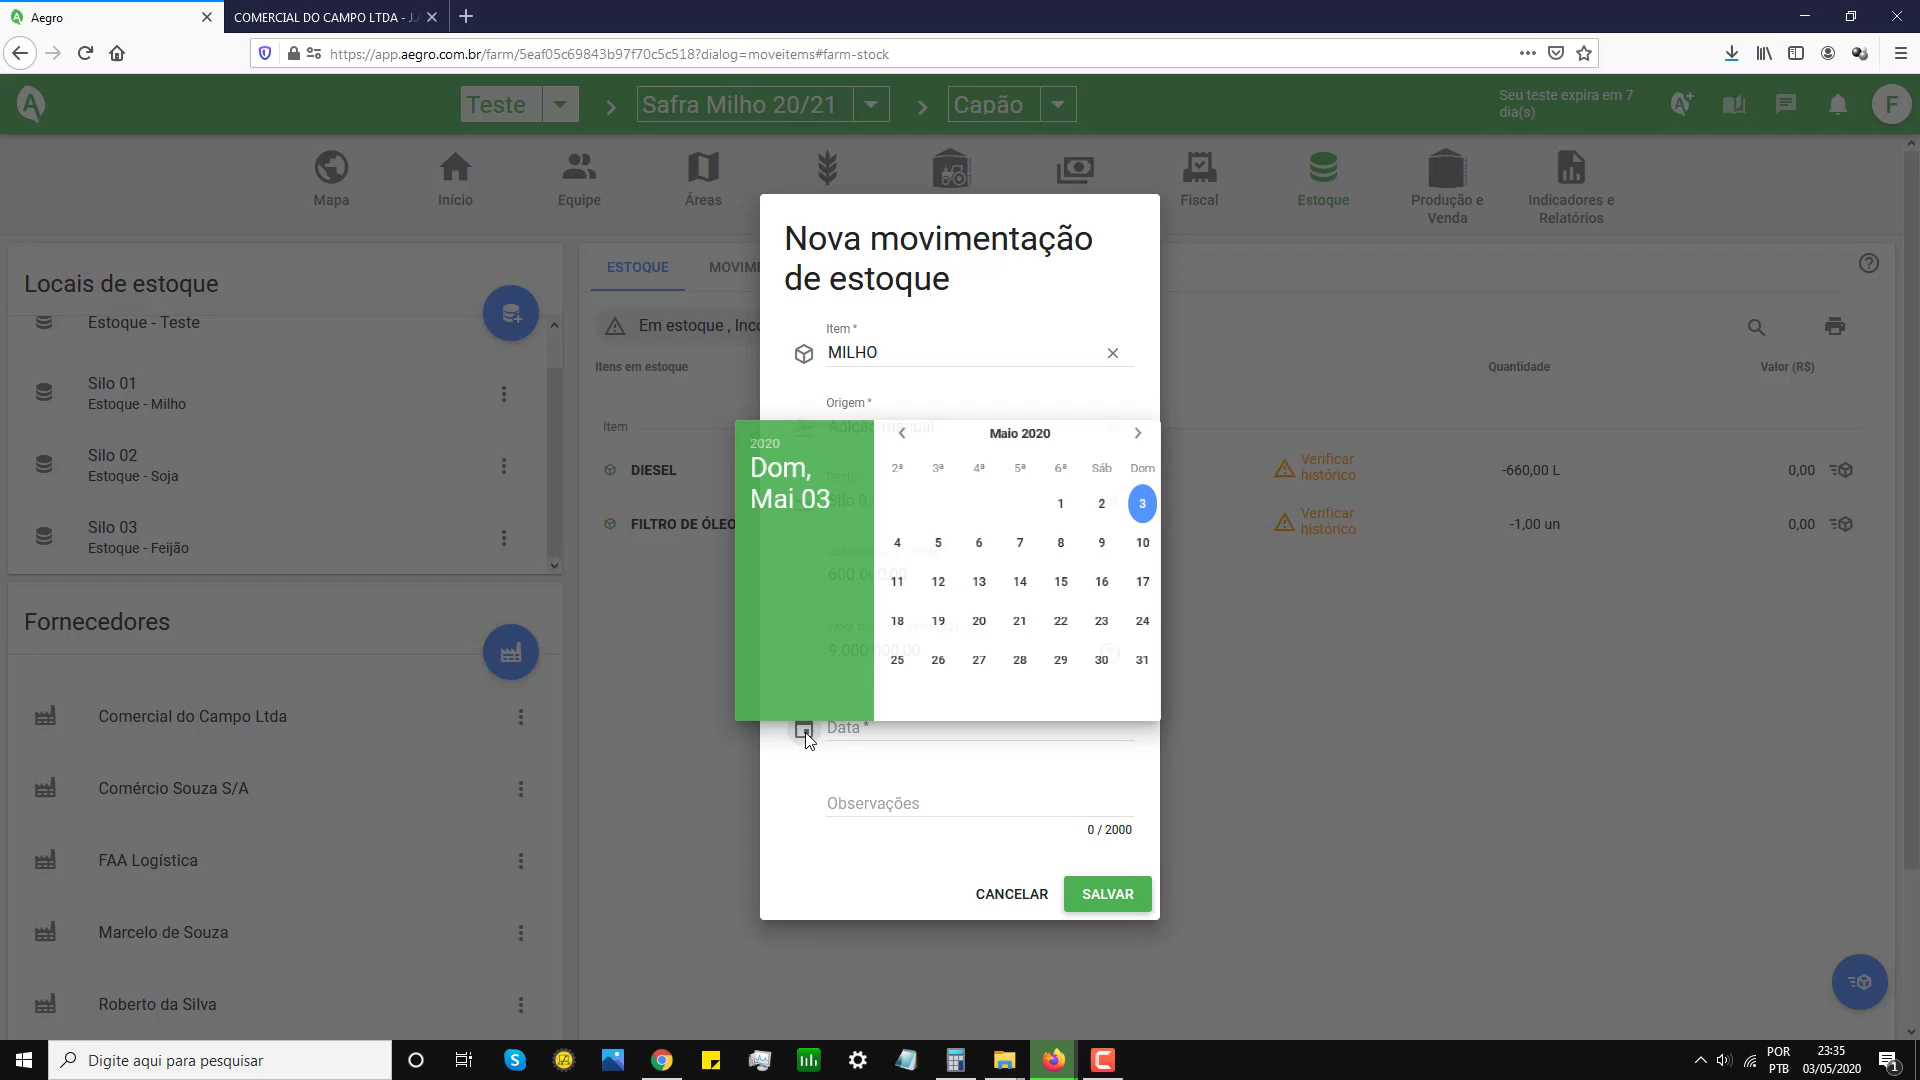 Aegro
COMERCIAL DO CAMPO LTDA - J.
https://app.aegro.com.br/farm/5eaf05c69843b97f70c5c518?dialog=moveitems#farm-stock
Teste
Safra Milho 20/21
Capão
Seu teste expira em 7
dia(s)
F
Mapa
Início
Equipe
Áreas
Fiscal
Estoque
Produção e
Venda
Indicadores e
Relatórios
Locais de estoque
Estoque - Teste
Silo 01
Estoque - Milho
Silo 02
Estoque - Soja
Silo 03
Estoque - Feijão
Fornecedores
Comercial do Campo Ltda
Comércio Souza S/A
FAA Logística
Marcelo de Souza
Roberto da Silva
ESTOQUE
MOVIME
Em estoque , Inco
Itens em estoque
Quantidade
Valor (R$)
Item
DIESEL
Verificar
histórico
-660,00 L
0,00
FILTRO DE ÓLEO
Verificar
histórico
-1,00 un
0,00
Nova movimentação
de estoque
Item *
MILHO
Origem *
Adição manual
2020
Dom,
Mai 03
Maio 2020
2ª 3ª 4ª 5ª 6ª Sáb Dom
1 2 3
4 5 6 7 8 9 10
11 12 13 14 15 16 17
18 19 20 21 22 23 24
25 26 27 28 29 30 31
Data *
Observações
0 / 2000
CANCELAR
SALVAR
Digite aqui para pesquisar
POR
PTB
23:35
03/05/2020
1